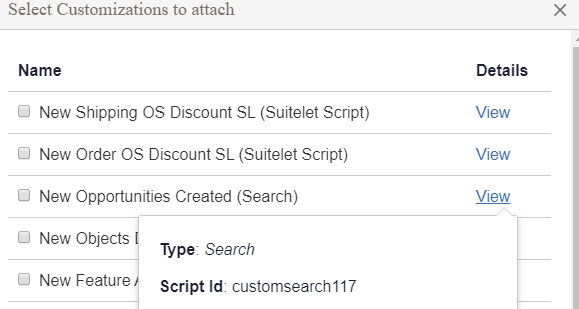 Select Customizations to attach
Name Details
New Shipping OS Discount SL (Suitelet Script) View
New Order OS Discount SL (Suitelet Script) View
New Opportunities Created (Search) View
New Objects
Type: Search
New Feature
Script Id: customsearch117